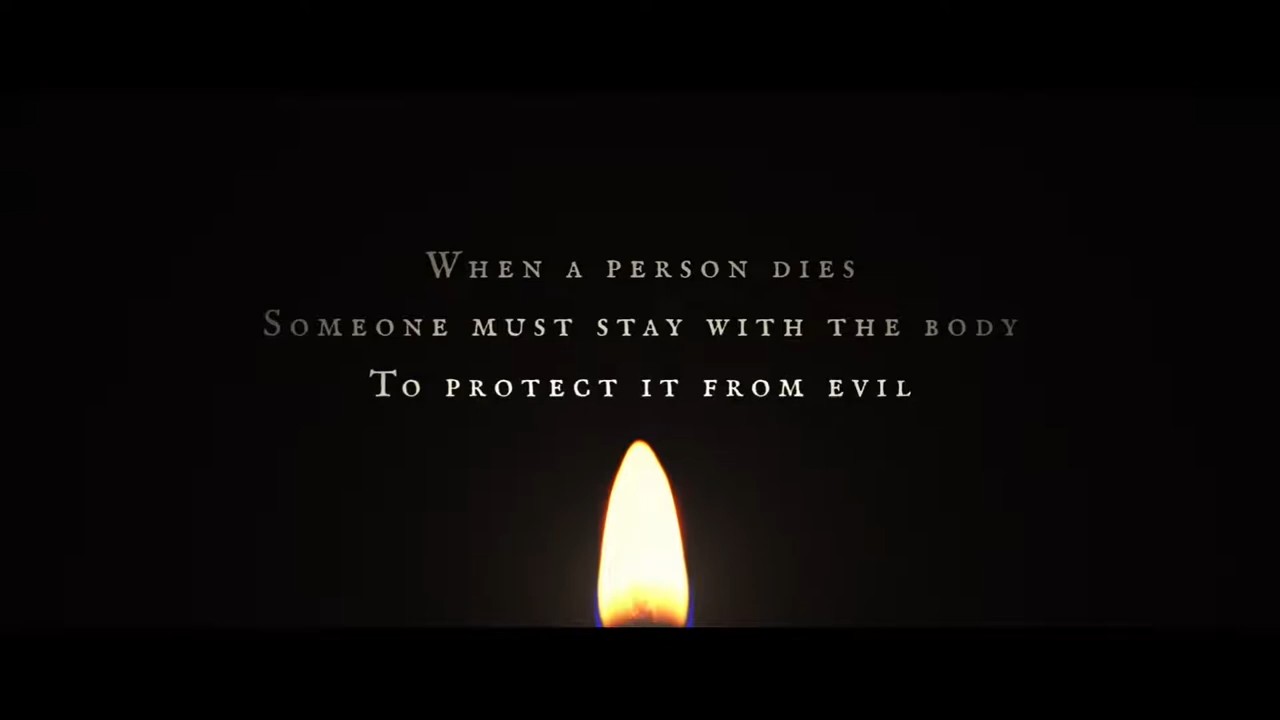 When a person dies
Someone must stay with the body
To protect it from evil